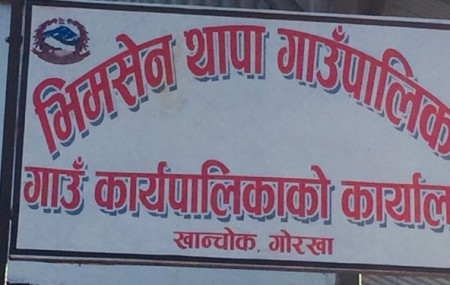 भिमसेन थापा गाउँपालिक
गाउँ कार्यपालिकाको कार्याल
खान्चोक, गोरखा